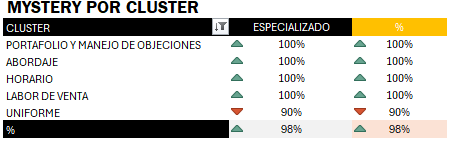 MYSTERY POR CLUSTER
CLUSTER ESPECIALIZADO %
PORTAFOLIO Y MANEJO DE OBJECIONES 100% 100%
ABORDAJE 100% 100%
HORARIO 100% 100%
LABOR DE VENTA 100% 100%
UNIFORME 90% 90%
% 98% 98%